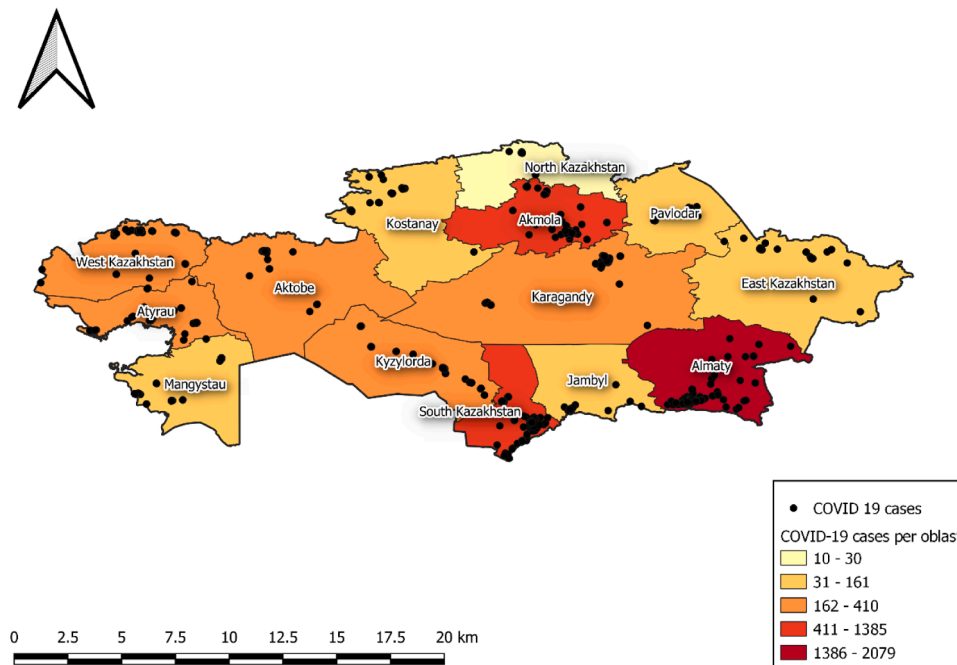 North Kazakhstan
Akmola
Pavlodar
Kostanay
West Kazakhstan
Aktobe
Karagandy
East Kazakhstan
Atyrau
Kyzylorda
Almaty
Mangystau
Jambyl
South Kazakhstan
COVID 19 cases
COVID-19 cases per oblast
10 - 30
31 - 161
162 - 410
411 - 1385
1386 - 2079
0 2.5 5 7.5 10 12.5 15 17.5 20 km